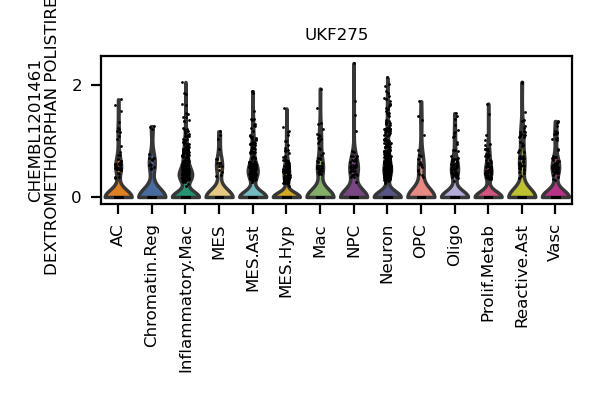 UKF275
CHEMBL1201461
DEXTROMETHORPHAN POLISTIRE
2
0
AC
Chromatin.Reg
Inflammatory.Mac
MES
MES.Ast
MES.Hyp
Mac
NPC
Neuron
OPC
Oligo
Prolif.Metab
Reactive.Ast
Vasc